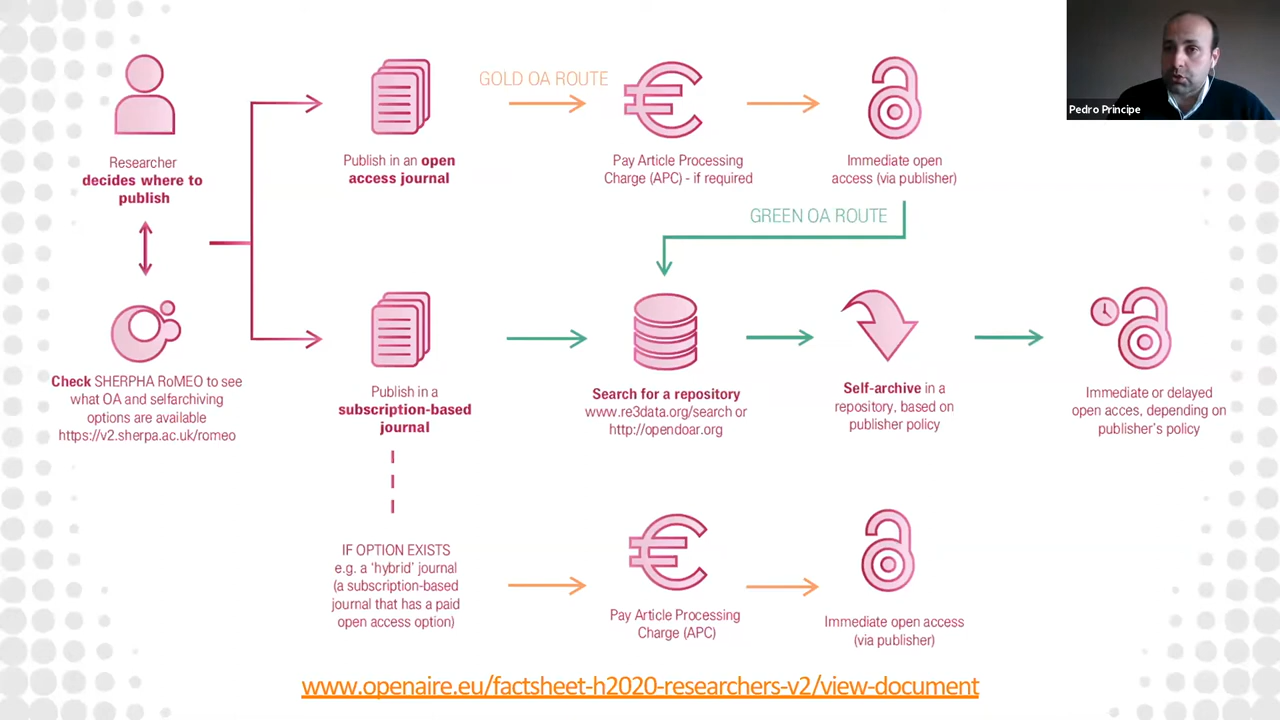 Pedro Principe
GOLD OA ROUTE
Researcher
decides where to
publish
Publish in an open
access journal
Pay Article Processing
Charge (APC) - if required
Immediate open
access (via publisher)
GREEN OA ROUTE
Check SHERPHA RoMEO to see
what OA and selfarchiving
options are available
https://v2.sherpa.ac.uk/romeo
Publish in a
subscription-based
journal
Search for a repository
www.re3data.org/search or
http://opendoar.org
Self-archive in a
repository, based on
publisher policy
Immediate or delayed
open acces, depending on
publisher's policy
IF OPTION EXISTS
e.g. a ‘hybrid’ journal
(a subscription-based
journal that has a paid
open access option)
Pay Article Processing
Charge (APC)
Immediate open access
(via publisher)
www.openaire.eu/factsheet-h2020-researchers-v2/view-document